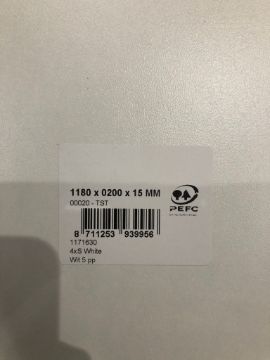 1180 x 0200 x 15 MM
00020 - TST
PEFC
8 711253 939956
1171630
4xS White
Wit 5 pp